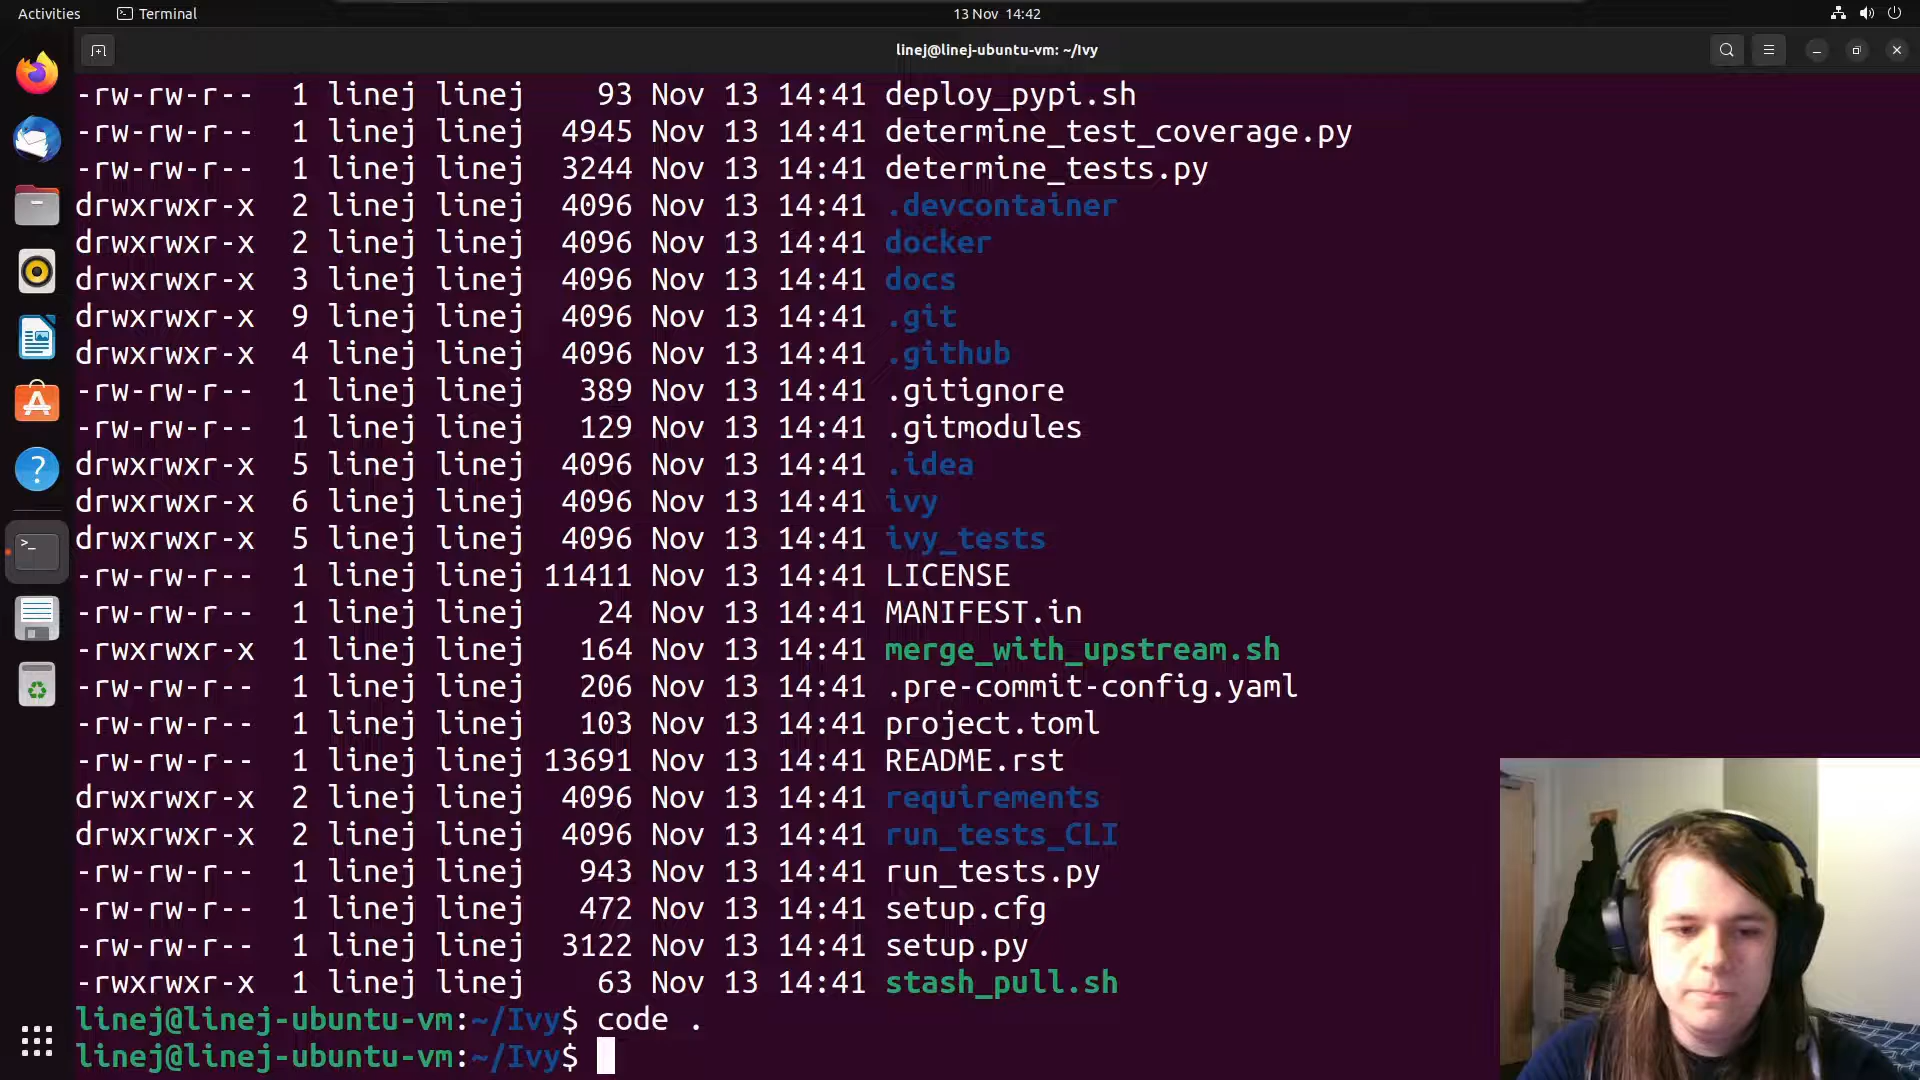 Activities
Terminal
13 Nov 14:42
linej@linej-ubuntu-vm: ~/Ivy
-rw-rw-r-- 1 linej linej 93 Nov 13 14:41 deploy_pypi.sh
-rw-rw-r-- 1 linej linej 4945 Nov 13 14:41 determine_test_coverage.py
-rw-rw-r-- 1 linej linej 3244 Nov 13 14:41 determine_tests.py
drwxrwxr-x 2 linej linej 4096 Nov 13 14:41 .devcontainer
drwxrwxr-x 2 linej linej 4096 Nov 13 14:41 docker
drwxrwxr-x 3 linej linej 4096 Nov 13 14:41 docs
drwxrwxr-x 9 linej linej 4096 Nov 13 14:41 .git
drwxrwxr-x 4 linej linej 4096 Nov 13 14:41 .github
-rw-rw-r-- 1 linej linej 389 Nov 13 14:41 .gitignore
-rw-rw-r-- 1 linej linej 129 Nov 13 14:41 .gitmodules
drwxrwxr-x 5 linej linej 4096 Nov 13 14:41 .idea
drwxrwxr-x 6 linej linej 4096 Nov 13 14:41 ivy
drwxrwxr-x 5 linej linej 4096 Nov 13 14:41 ivy_tests
-rw-rw-r-- 1 linej linej 11411 Nov 13 14:41 LICENSE
-rw-rw-r-- 1 linej linej 24 Nov 13 14:41 MANIFEST.in
-rwxrwxr-x 1 linej linej 164 Nov 13 14:41 merge_with_upstream.sh
-rw-rw-r-- 1 linej linej 206 Nov 13 14:41 .pre-commit-config.yaml
-rw-rw-r-- 1 linej linej 103 Nov 13 14:41 project.toml
-rw-rw-r-- 1 linej linej 13691 Nov 13 14:41 README.rst
drwxrwxr-x 2 linej linej 4096 Nov 13 14:41 requirements
drwxrwxr-x 2 linej linej 4096 Nov 13 14:41 run_tests_CLI
-rw-rw-r-- 1 linej linej 943 Nov 13 14:41 run_tests.py
-rw-rw-r-- 1 linej linej 472 Nov 13 14:41 setup.cfg
-rw-rw-r-- 1 linej linej 3122 Nov 13 14:41 setup.py
-rwxrwxr-x 1 linej linej 63 Nov 13 14:41 stash_pull.sh
linej@linej-ubuntu-vm:~/Ivy$ code .
linej@linej-ubuntu-vm:~/Ivy$